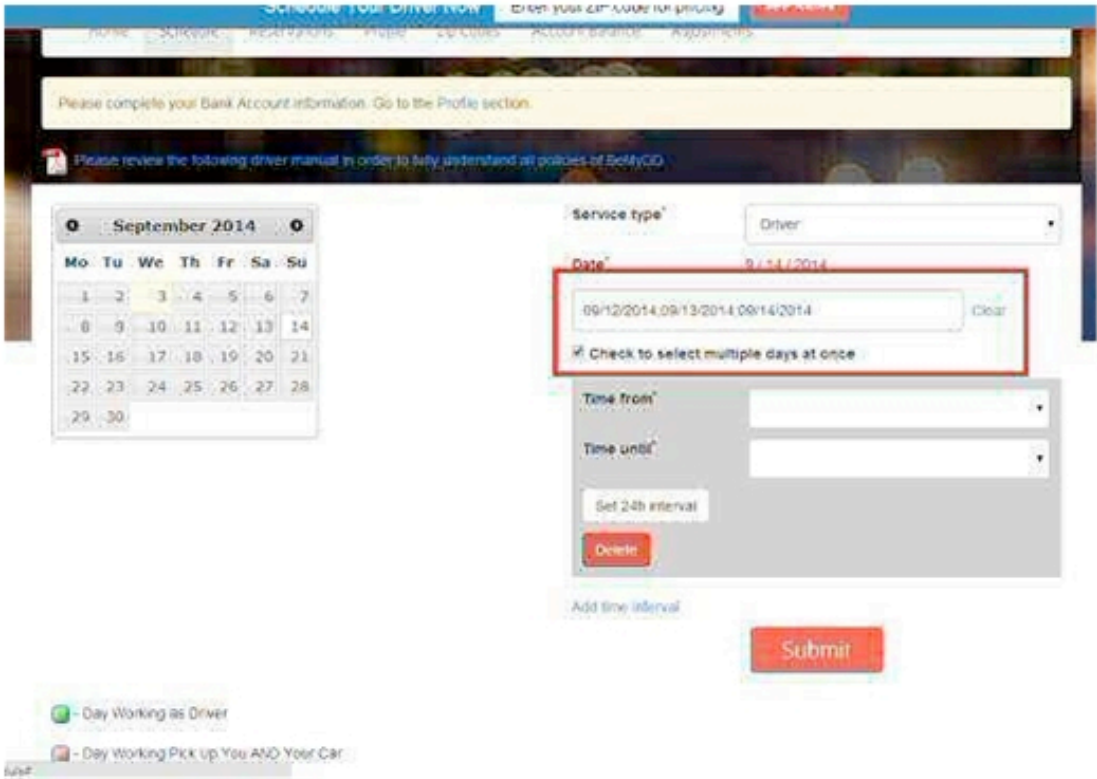 Schedule Your Driver Now Enter your ZIP code for pricing
Home Schedule Reservations Profile Zip Codes Account Balance Adjustments
Please complete your Bank Account information. Go to the Profile section.
Please review the following driver manual in order to fully understand all policies of BeMyDD
September 2014
Mo Tu We Th Fr Sa Su
1 2 3 4 5 6 7
8 9 10 11 12 13 14
15 16 17 18 19 20 21
22 23 24 25 26 27 28
29 30
Service type* Driver
Date* 9 / 14 / 2014
09/12/2014,09/13/2014,09/14/2014 Clear
Check to select multiple days at once
Time from*
Time until*
Set 24h interval
Delete
Add time interval
Submit
- Day Working as Driver
- Day Working Pick Up You AND Your Car